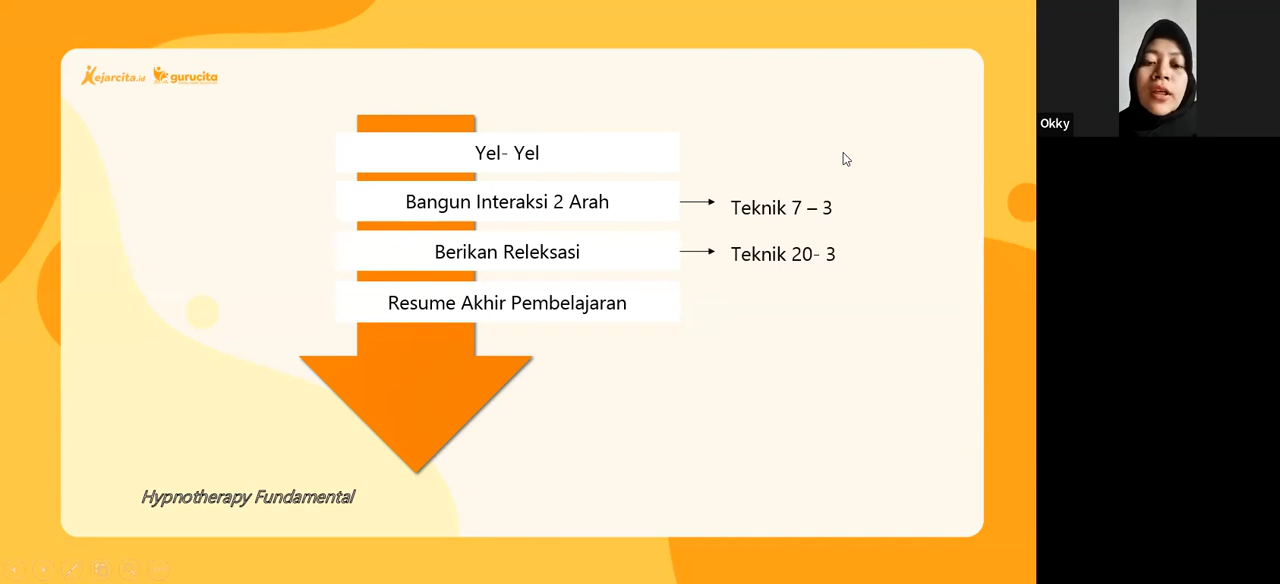 Kejarcita.id gurucita
Yel- Yel
Bangun Interaksi 2 Arah
Teknik 7 – 3
Berikan Releksasi
Teknik 20- 3
Resume Akhir Pembelajaran
Hypnotherapy Fundamental
Okky